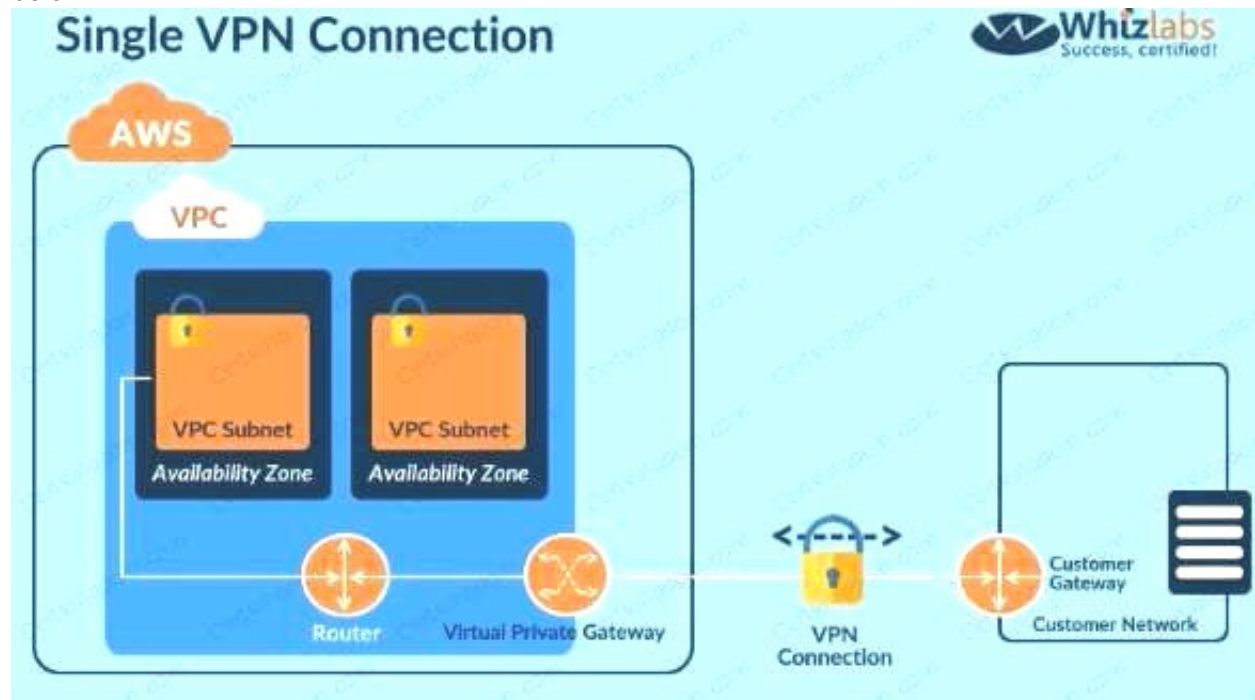 Single VPN Connection
Whizlabs
Success, certified!
AWS
VPC
VPC Subnet
Availability Zone
VPC Subnet
Availability Zone
Router
Virtual Private Gateway
VPN
Connection
Customer
Gateway
Customer Network